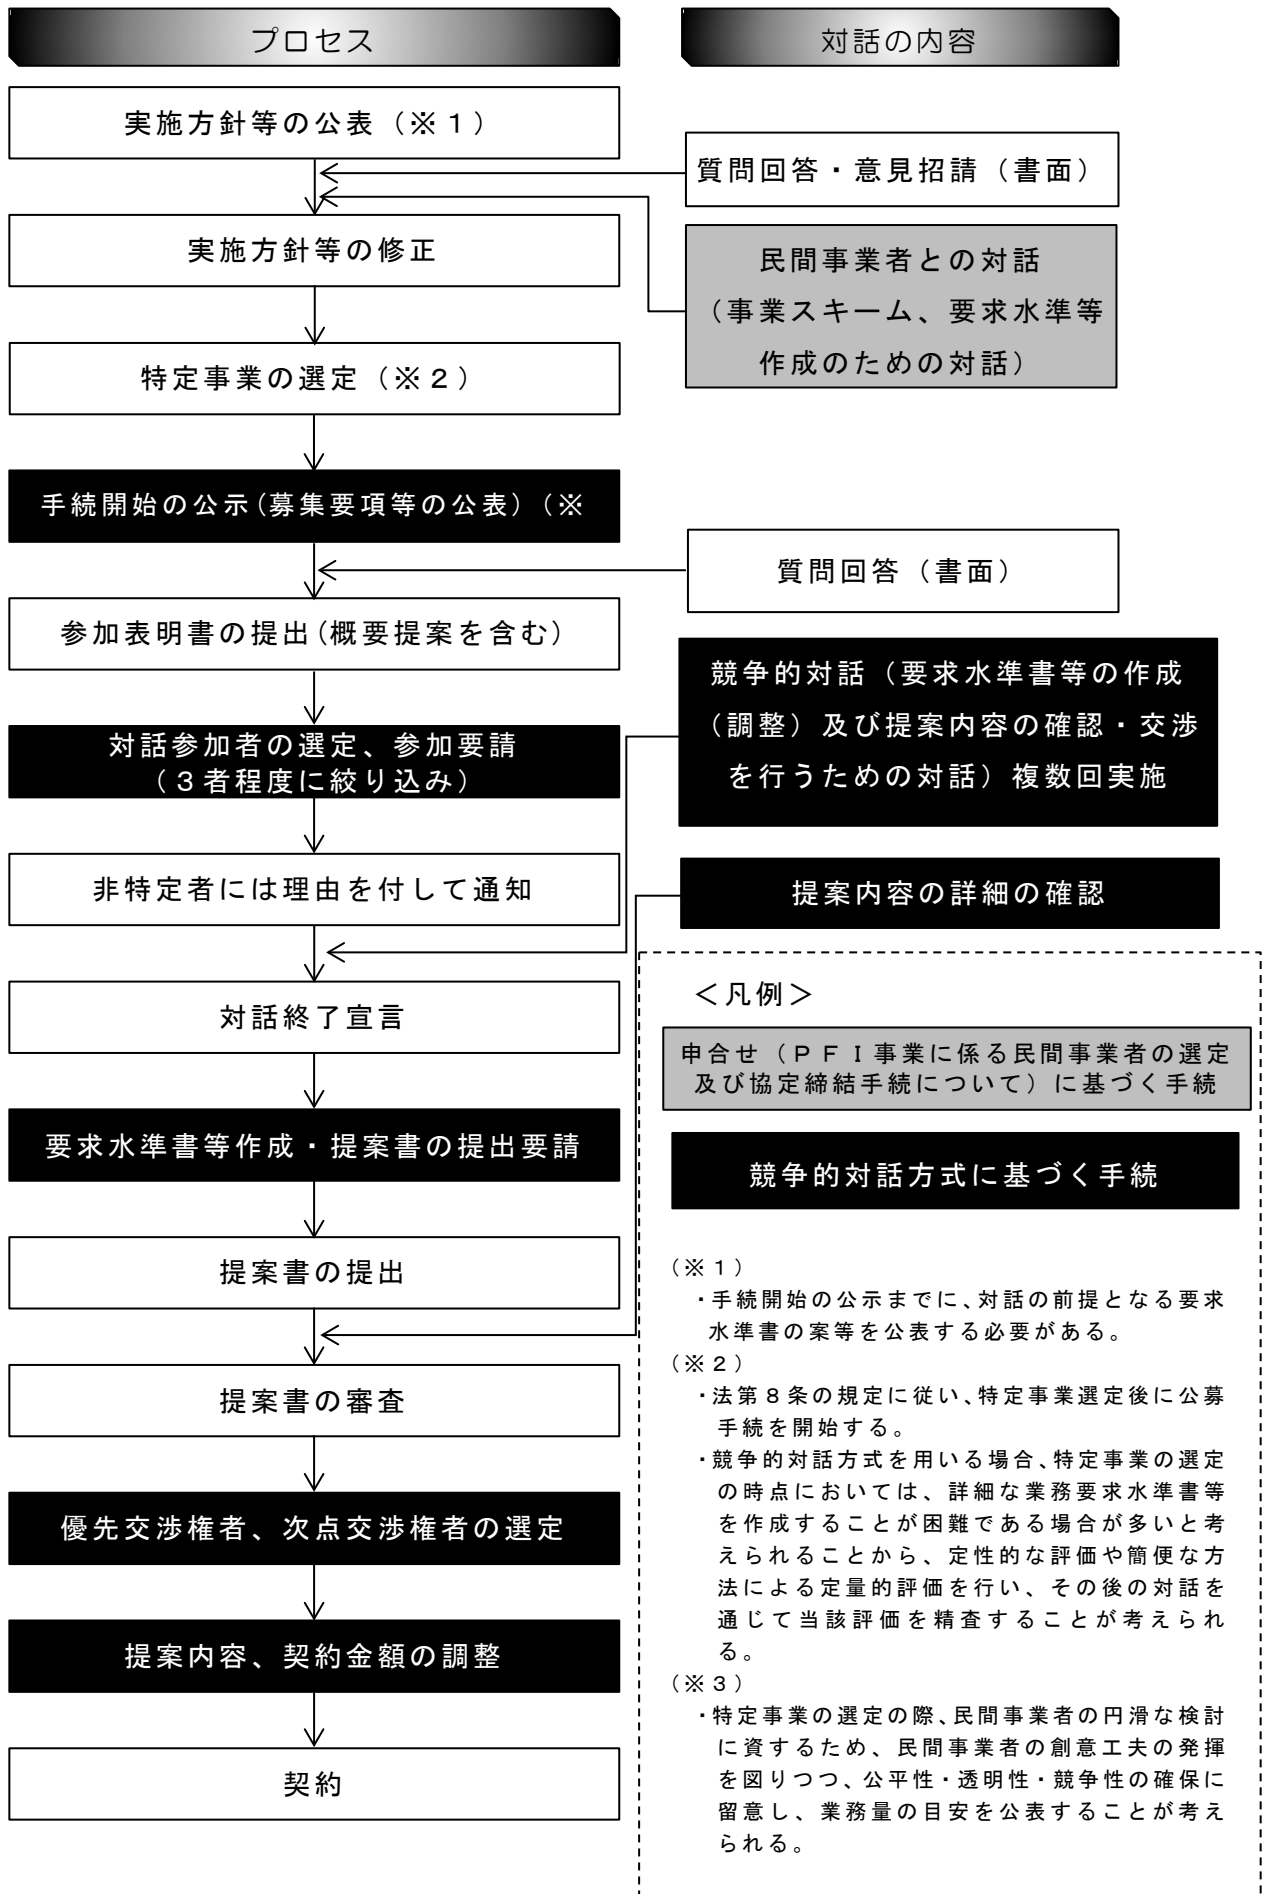 プロセス
対話の内容
実施方針等の公表（※１）
質問回答・意見招請（書面）
実施方針等の修正
民間事業者との対話
（事業スキーム、要求水準等
作成のための対話）
特定事業の選定（※２）
手続開始の公示（募集要項等の公表）（※
質問回答（書面）
参加表明書の提出（概要提案を含む）
競争的対話（要求水準書等の作成
（調整）及び提案内容の確認・交渉
を行うための対話）複数回実施
対話参加者の選定、参加要請
（３者程度に絞り込み）
非特定者には理由を付して通知
提案内容の詳細の確認
対話終了宣言
要求水準書等作成・提案書の提出要請
提案書の提出
提案書の審査
優先交渉権者、次点交渉権者の選定
提案内容、契約金額の調整
契約
＜凡例＞
申合せ（ＰＦＩ事業に係る民間事業者の選定
及び協定締結手続について）に基づく手続
競争的対話方式に基づく手続
（※１）
・手続開始の公示までに、対話の前提となる要求
水準書の案等を公表する必要がある。
（※２）
・法第８条の規定に従い、特定事業選定後に公募
手続を開始する。
・競争的対話方式を用いる場合、特定事業の選定
の時点においては、詳細な業務要求水準書等
を作成することが困難である場合が多いと考
えられることから、定性的な評価や簡便な方
法による定量的評価を行い、その後の対話を
通じて当該評価を精査することが考えられ
る。
（※３）
・特定事業の選定の際、民間事業者の円滑な検討
に資するため、民間事業者の創意工夫の発揮
を図りつつ、公平性・透明性・競争性の確保に
留意し、業務量の目安を公表することが考え
られる。